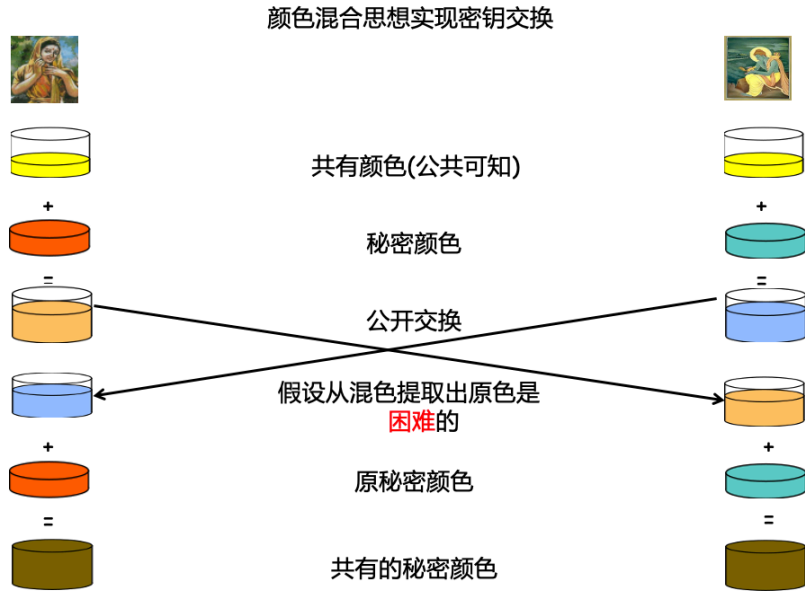 颜色混合思想实现密钥交换
共有颜色(公共可知)
+
+
秘密颜色
=
=
公开交换
假设从混色提取出原色是
困难的
+
+
原秘密颜色
=
=
共有的秘密颜色